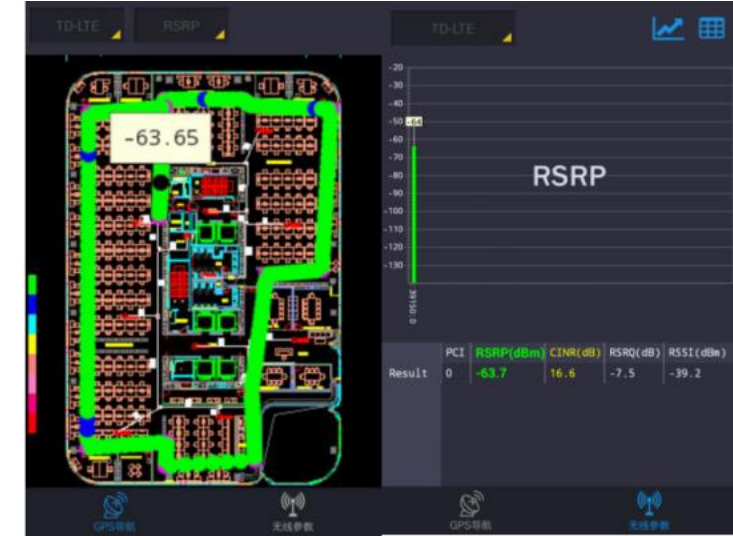 TD-LTE RSRP
-63.65
GPS导航 无线参数
TD-LTE
-20
-30
-40
-50
-64
-60
-70
-80
-90
-100
-110
-120
-130
RSRP
39150.0
PCI RSRP(dBm) CINR(dB) RSRQ(dB) RSSI(dBm)
Result 0 -63.7 16.6 -7.5 -39.2
GPS导航 无线参数